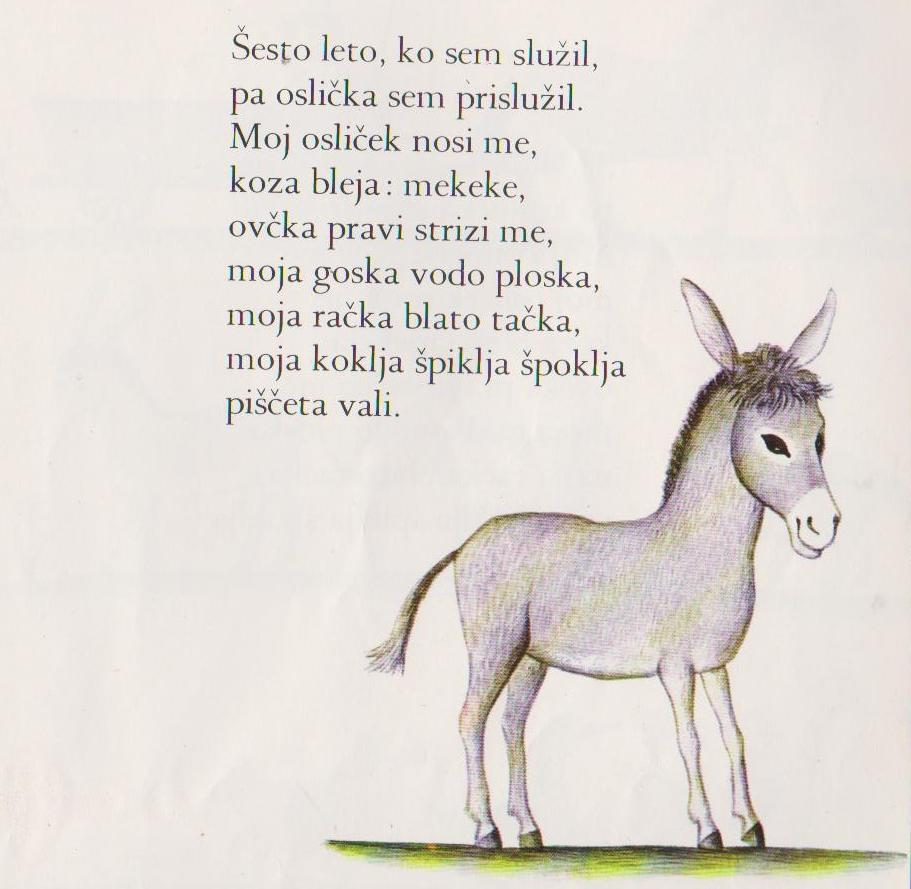 Šesto leto, ko sem služil,
pa oslička sem prislužil.
Moj osliček nosi me,
koza bleja: mekeke,
ovčka pravi strizi me,
moja goska vodo ploska,
moja račka blato tačka,
moja koklja špiklja špoklja
piščeta vali.